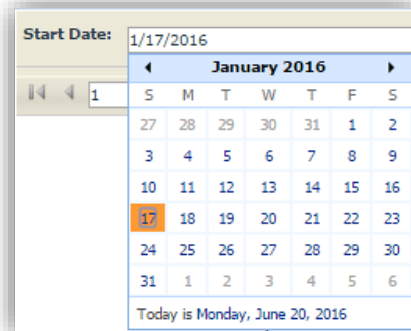 Start Date: 1/17/2016
January 2016
1
S M T W T F S
27 28 29 30 31 1 2
3 4 5 6 7 8 9
10 11 12 13 14 15 16
17 18 19 20 21 22 23
24 25 26 27 28 29 30
31 1 2 3 4 5 6
Today is Monday, June 20, 2016